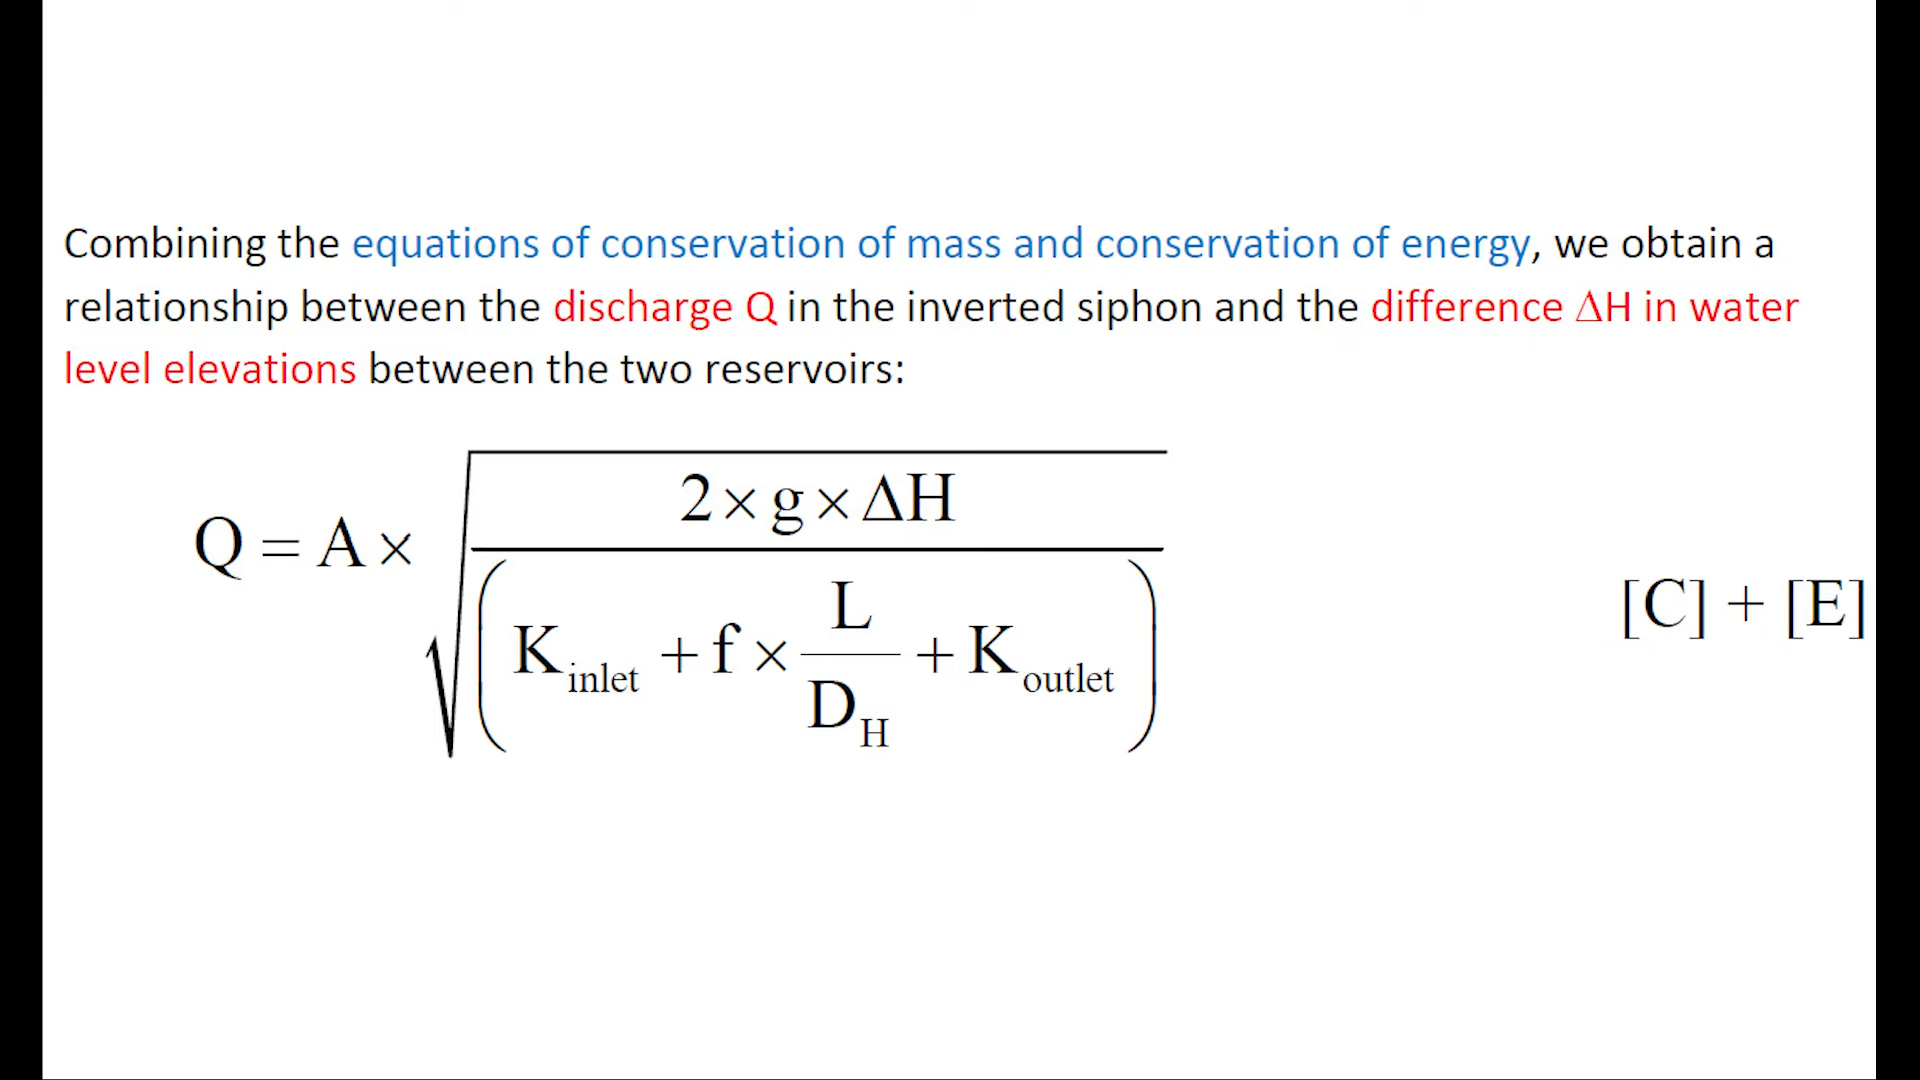 Combining the equations of conservation of mass and conservation of energy, we obtain a
relationship between the discharge Q in the inverted siphon and the difference ΔH in water
level elevations between the two reservoirs:
Q = A × √( (2 × g × ΔH) / (K_inlet + f × L / D_H + K_outlet) )
[C] + [E]